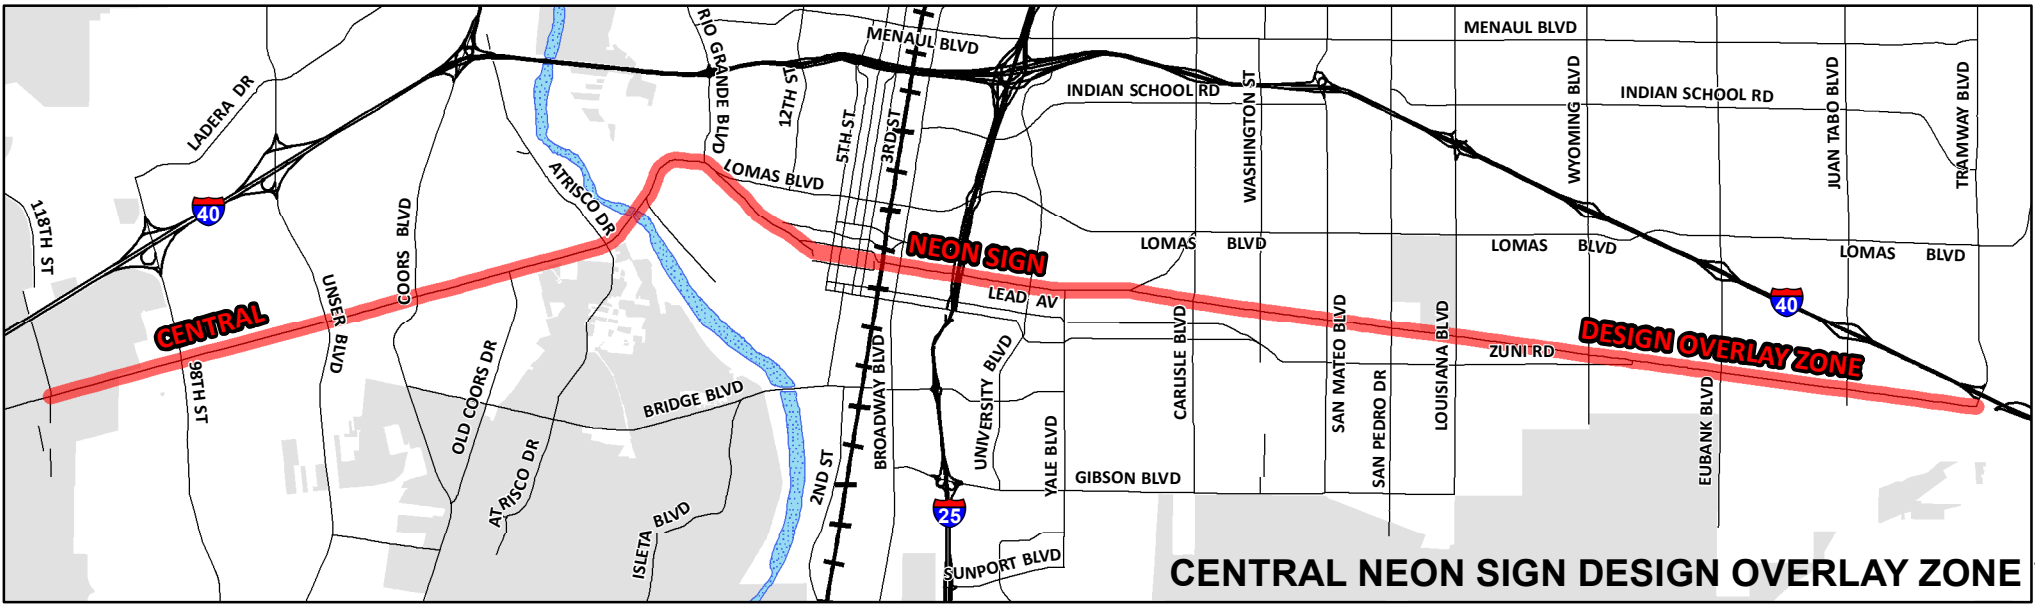 MENAUL BLVD
MENAUL BLVD
RIO GRANDE BLVD
LADERA DR
12TH ST
5TH ST
3RD ST
INDIAN SCHOOL RD
WASHINGTON ST
WYOMING BLVD
INDIAN SCHOOL RD
JUAN TABO BLVD
TRAMWAY BLVD
ATRISCO DR
LOMAS BLVD
118TH ST
40
COORS BLVD
NEON SIGN
LOMAS BLVD
LOMAS BLVD
LOMAS BLVD
UNSER BLVD
LEAD AV
40
CENTRAL
CARLISLE BLVD
SAN MATEO BLVD
LOUISIANA BLVD
ZUNI RD
DESIGN OVERLAY ZONE
98TH ST
OLD COORS DR
BRIDGE BLVD
BROADWAY BLVD
UNIVERSITY BLVD
YALE BLVD
SAN PEDRO DR
EUBANK BLVD
ATRISCO DR
2ND ST
GIBSON BLVD
ISLETA BLVD
25
SUNPORT BLVD
CENTRAL NEON SIGN DESIGN OVERLAY ZONE